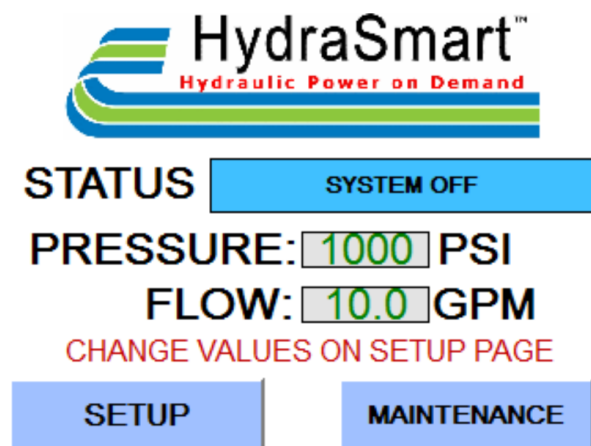 HydraSmart™
Hydraulic Power on Demand
STATUS SYSTEM OFF
PRESSURE: 1000 PSI
FLOW: 10.0 GPM
CHANGE VALUES ON SETUP PAGE
SETUP MAINTENANCE